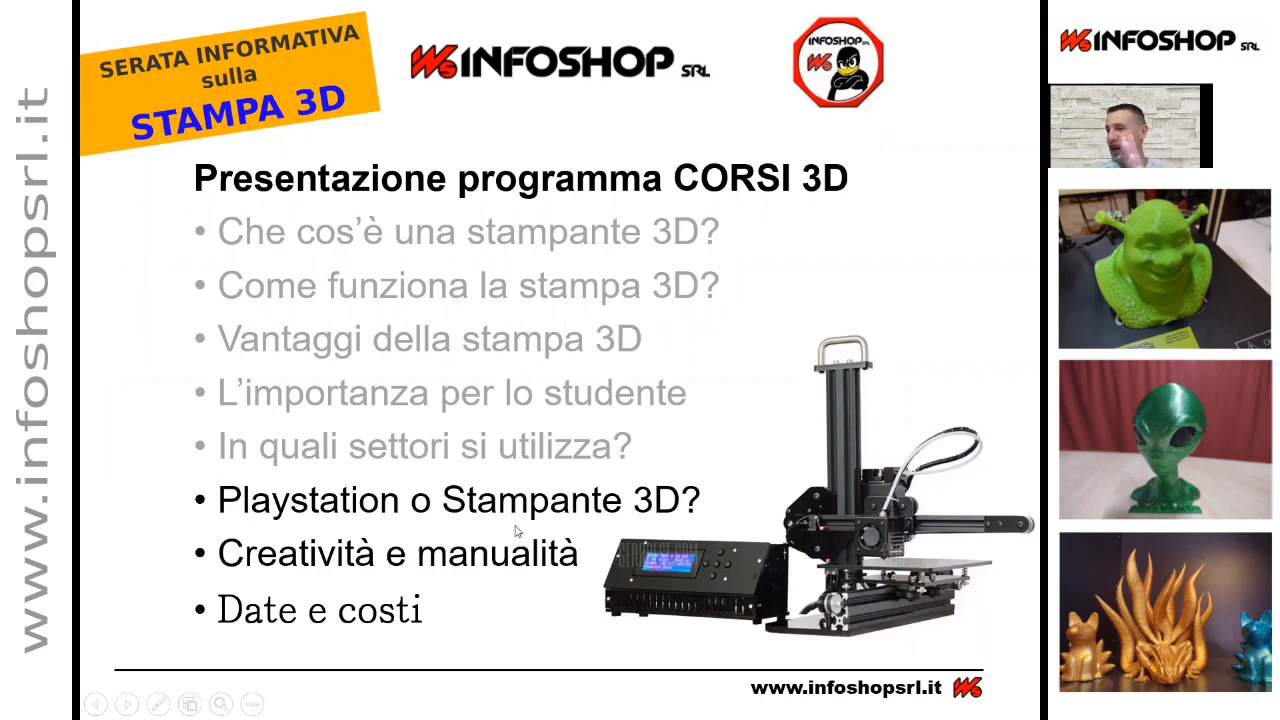 www.infoshopsrl.it
SERATA INFORMATIVA
sulla
STAMPA 3D
INFOSHOP SRL
INFOSHOP SRL
INFOSHOP SRL
Presentazione programma CORSI 3D
• Che cos’è una stampante 3D?
• Come funziona la stampa 3D?
• Vantaggi della stampa 3D
• L’importanza per lo studente
• In quali settori si utilizza?
• Playstation o Stampante 3D?
• Creatività e manualità
• Date e costi
www.infoshopsrl.it